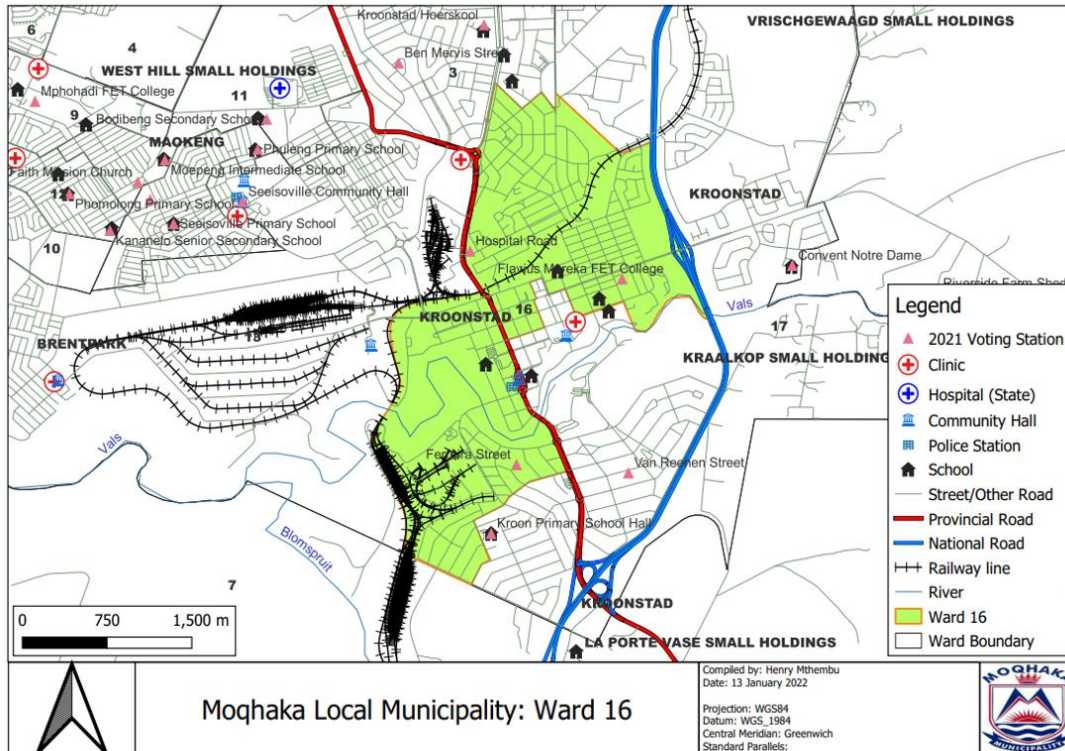 Kroonstad Hoerskool
VRISCHGEWAAGD SMALL HOLDINGS
6
4
Ben Mervis Street
3
WEST HILL SMALL HOLDINGS
Mphohadi FET College
11
9
Bodibeng Secondary School
MAOKENG
Phuleng Primary School
Faith Mission Church
Moepeng Intermediate School
KROONSTAD
12
Seeisoville Community Hall
Phomolong Primary School
Seeisoville Primary School
Kananelo Senior Secondary School
10
Hospital Road
Convent Notre Dame
Flavius Mareka FET College
Riverside Farm Shed
Vals
16
KROONSTAD
17
13
BRENTPARK
KRAALKOP SMALL HOLDING
Vals
Ferreira Street
Van Reenen Street
Kroon Primary School Hall
Blomspruit
7
KROONSTAD
LA PORTE VASE SMALL HOLDINGS
Legend
2021 Voting Station
Clinic
Hospital (State)
Community Hall
Police Station
School
Street/Other Road
Provincial Road
National Road
Railway line
River
Ward 16
Ward Boundary
0 750 1,500 m
Moqhaka Local Municipality: Ward 16
Compiled by: Henry Mthembu
Date: 13 January 2022
Projection: WGS84
Datum: WGS_1984
Central Meridian: Greenwich
Standard Parallels:
MOQHAKA
MUNICIPALITY